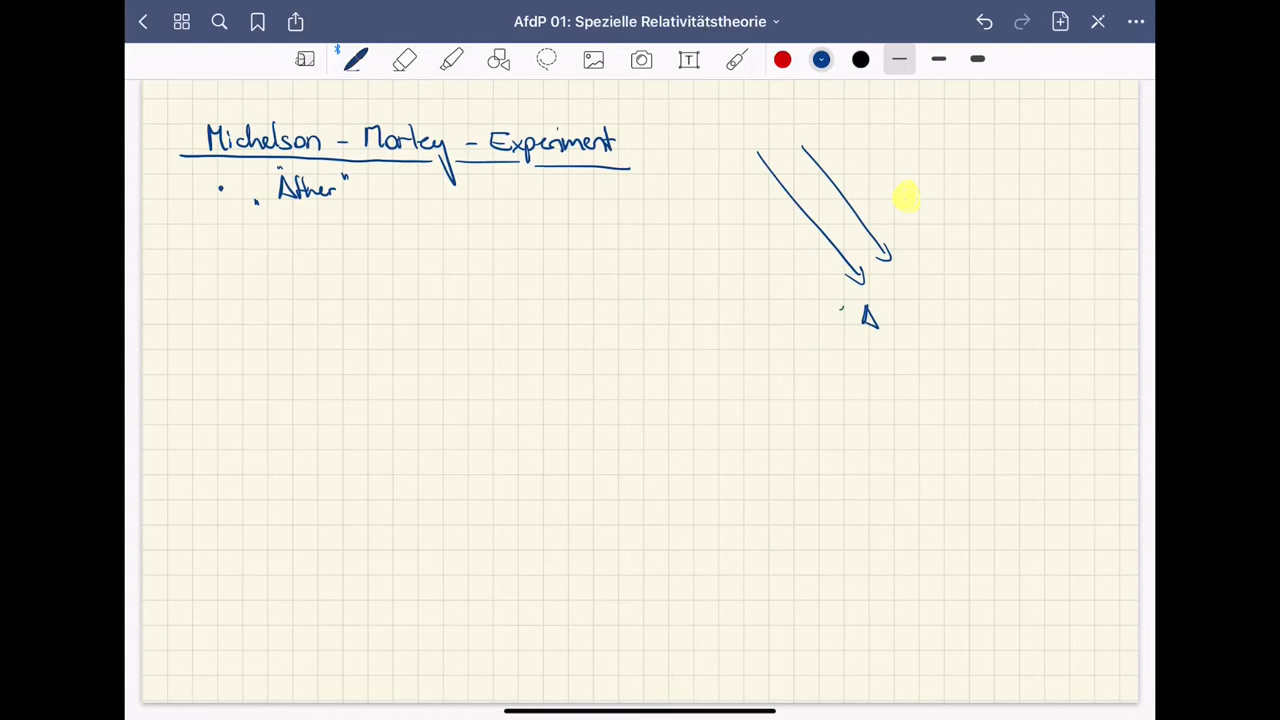 AfdP 01: Spezielle Relativitätstheorie
T
Michelson - Morley - Experiment
• „Äther"
A